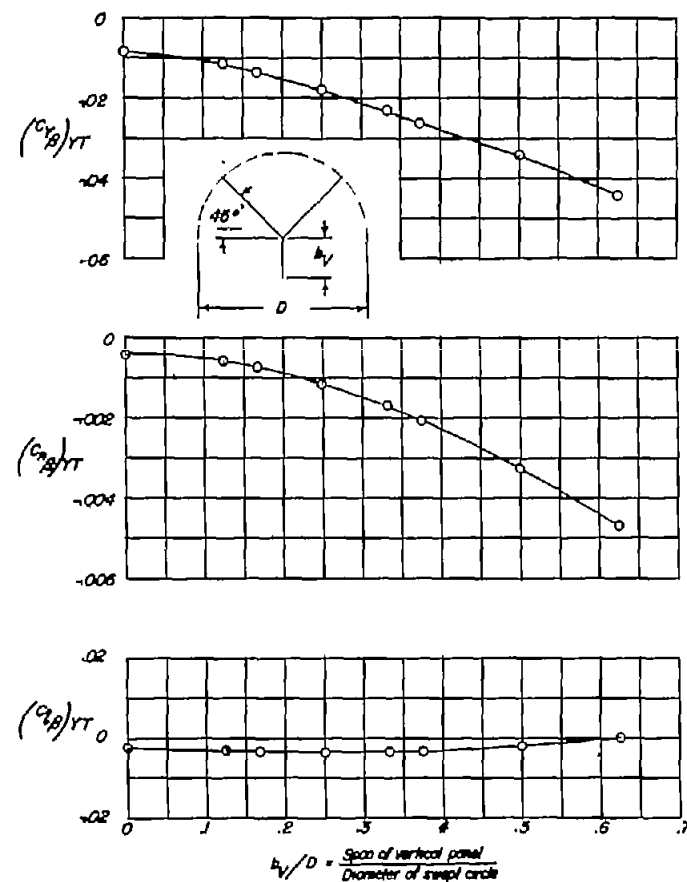 0
-.02
(CYβ)YT
-.04
-.06
45°
bV
D
0
-.002
(Cnβ)YT
-.004
-.006
.02
(Clβ)YT
0
-.02
0 .1 .2 .3 .4 .5 .6 .7
bV/D = Span of vertical panel
Diameter of swept circle